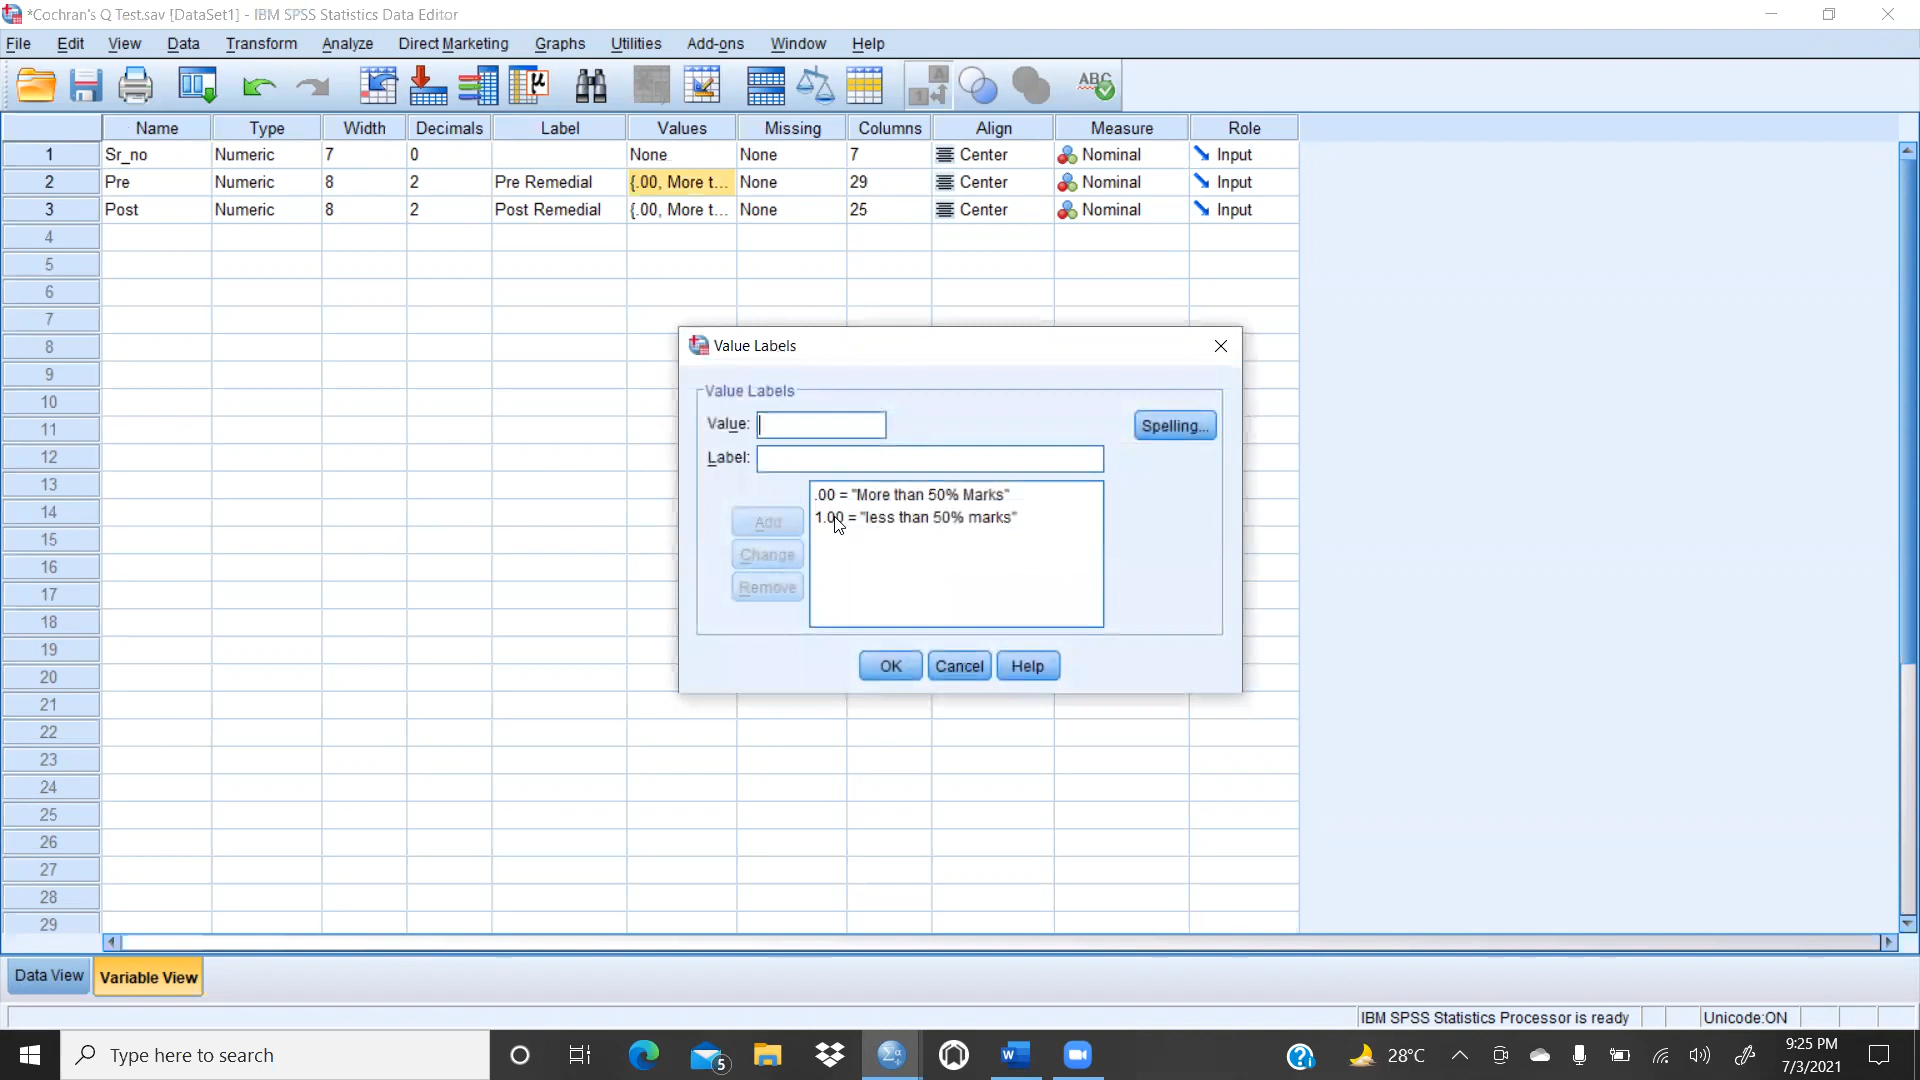 *Cochran's Q Test.sav [DataSet1] - IBM SPSS Statistics Data Editor
File Edit View Data Transform Analyze Direct Marketing Graphs Utilities Add-ons Window Help
Name Type Width Decimals Label Values Missing Columns Align Measure Role
1 Sr_no Numeric 7 0 None None 7 Center Nominal Input
2 Pre Numeric 8 2 Pre Remedial {.00, More t... None 29 Center Nominal Input
3 Post Numeric 8 2 Post Remedial {.00, More t... None 25 Center Nominal Input
4
5
6
7
8
9
10
11
12
13
14
15
16
17
18
19
20
21
22
23
24
25
26
27
28
29
Value Labels
Value Labels
Value:
Spelling...
Label:
.00 = "More than 50% Marks"
1.00 = "less than 50% marks"
Add
Change
Remove
OK Cancel Help
Data View Variable View
IBM SPSS Statistics Processor is ready Unicode:ON
Type here to search
5
28°C
9:25 PM
7/3/2021